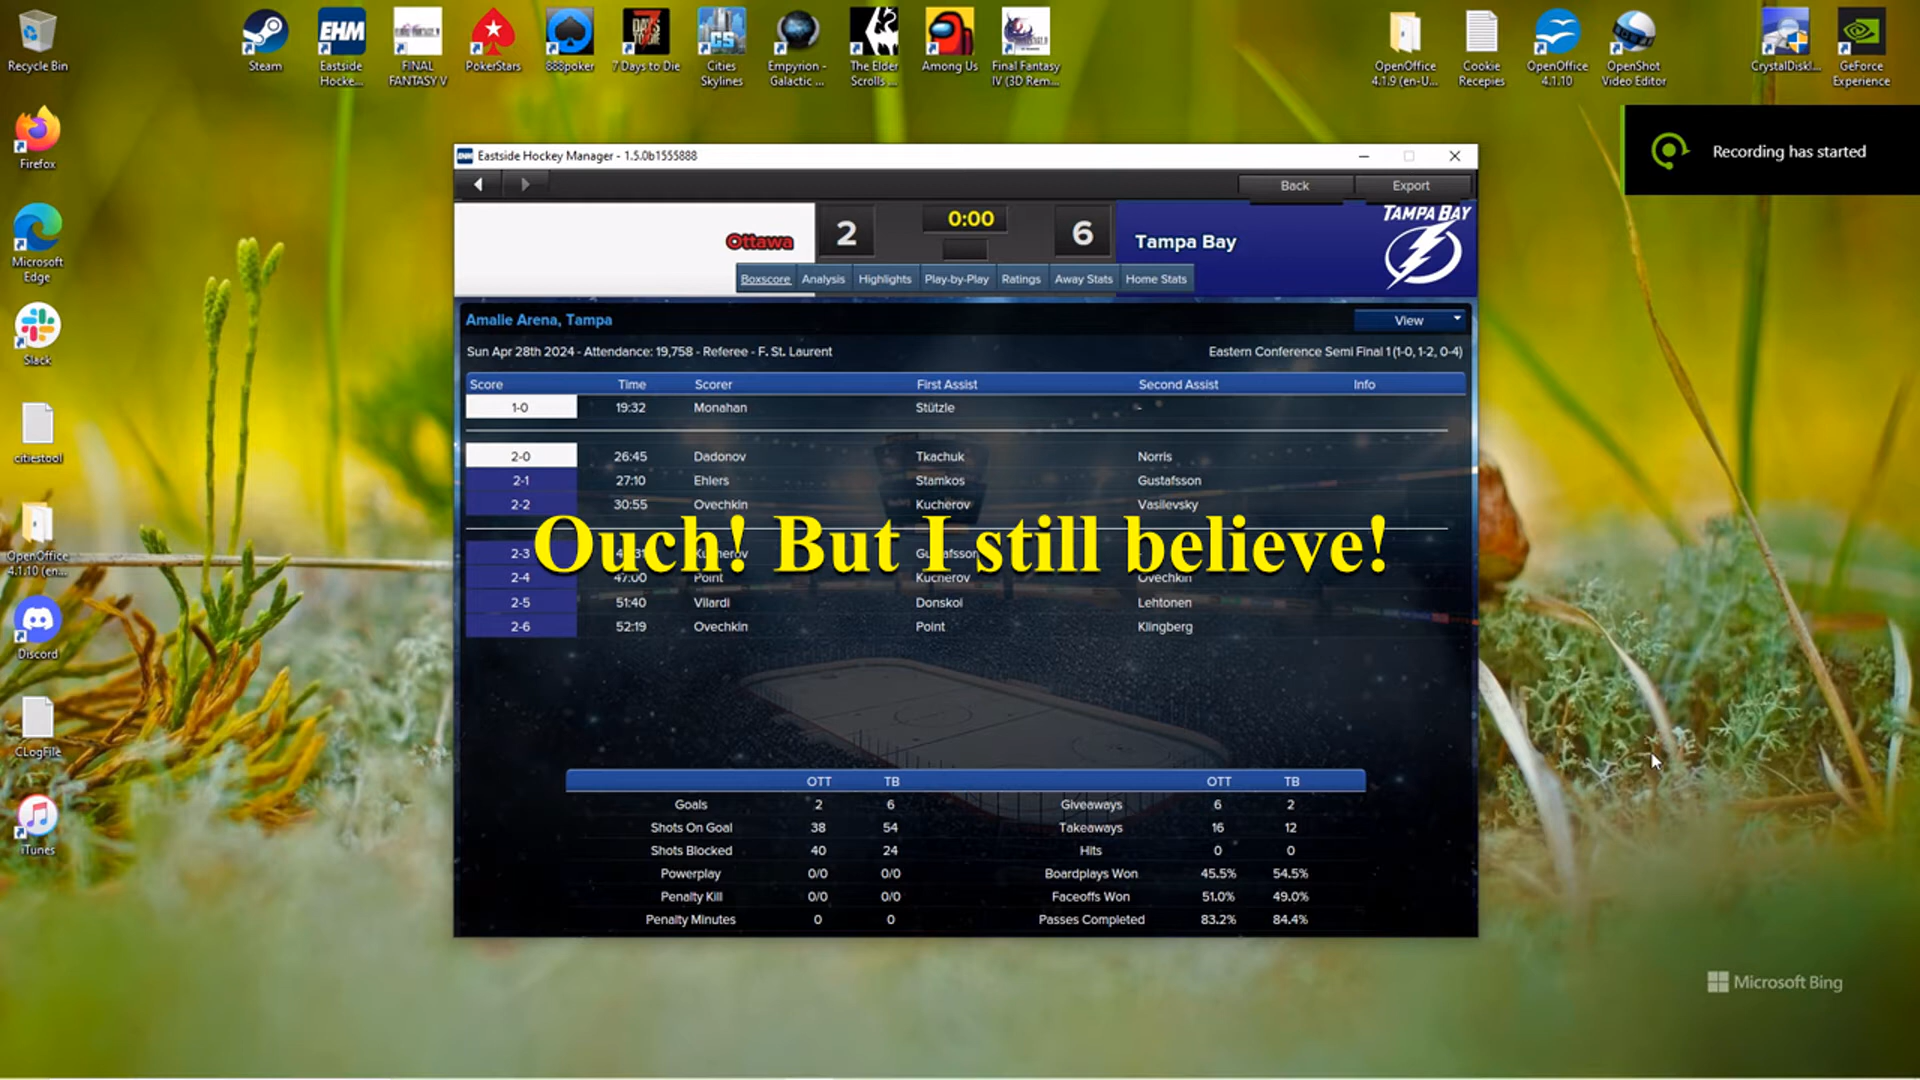 Recycle Bin
Steam
Eastside Hocke...
FINAL FANTASY V
PokerStars
888poker
7 Days to Die
Cities Skylines
Empyrion - Galactic ...
The Elder Scrolls ...
Among Us
Final Fantasy IV (3D Rem...
OpenOffice 4.1.9 (en-U...
Cookie Recepies
OpenOffice 4.1.10
OpenShot Video Editor
CrystalDiskI...
GeForce Experience
Recording has started
Firefox
Microsoft Edge
Slack
citiestool
OpenOffice 4.1.10 (en...
Discord
CLogFile
iTunes
Eastside Hockey Manager - 1.5.0b1555888
Back Export
Ottawa 2 0:00 6 Tampa Bay
TAMPA BAY
Boxscore Analysis Highlights Play-by-Play Ratings Away Stats Home Stats
Amalie Arena, Tampa View
Sun Apr 28th 2024 - Attendance: 19,758 - Referee - F. St. Laurent Eastern Conference Semi Final 1 (1-0, 1-2, 0-4)
Score Time Scorer First Assist Second Assist Info
1-0 19:32 Monahan Stützle -
2-0 26:45 Dadonov Tkachuk Norris
2-1 27:10 Ehlers Stamkos Gustafsson
2-2 30:55 Ovechkin Kucherov Vasilevsky
Ouch! But I still believe!
2-3 Kucherov Gustafsson
2-4 47:00 Point Kucherov Ovechkin
2-5 51:40 Vilardi Donskoi Lehtonen
2-6 52:19 Ovechkin Point Klingberg
OTT TB OTT TB
Goals 2 6 Giveaways 6 2
Shots On Goal 38 54 Takeaways 16 12
Shots Blocked 40 24 Hits 0 0
Powerplay 0/0 0/0 Boardplays Won 45.5% 54.5%
Penalty Kill 0/0 0/0 Faceoffs Won 51.0% 49.0%
Penalty Minutes 0 0 Passes Completed 83.2% 84.4%
Microsoft Bing